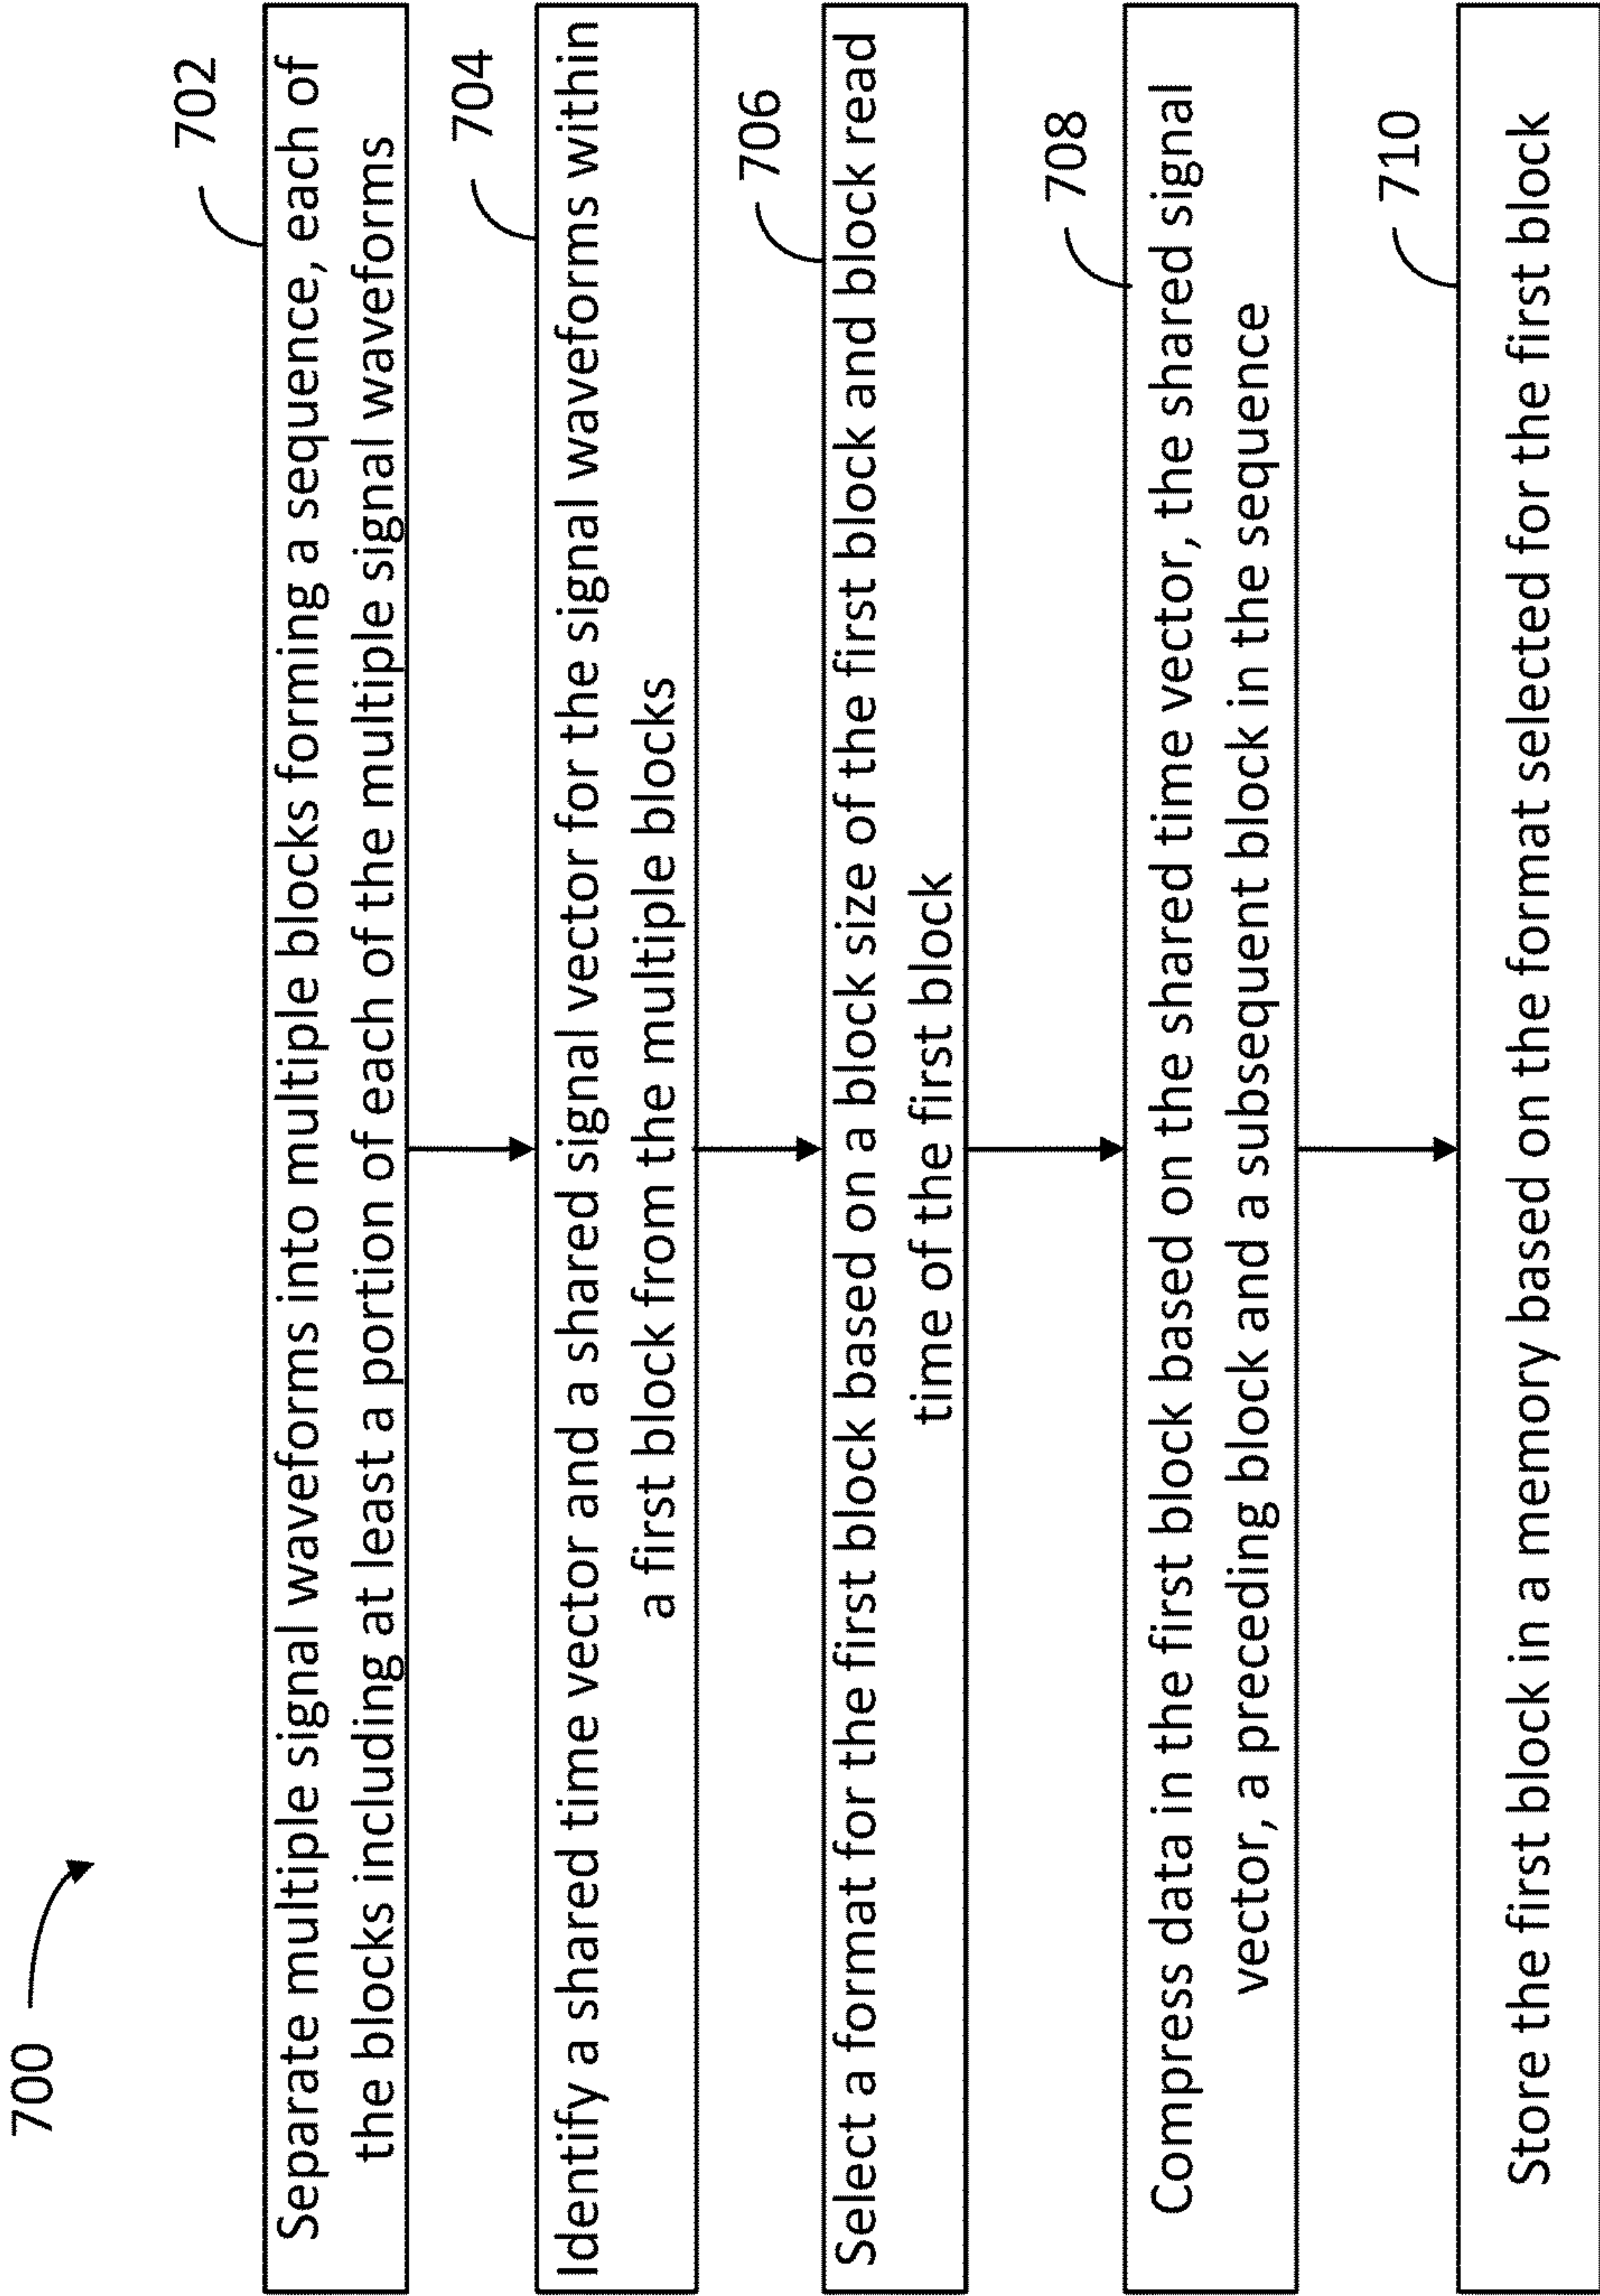 700
702
Separate multiple signal waveforms into multiple blocks forming a sequence, each of
the blocks including at least a portion of each of the multiple signal waveforms
704
Identify a shared time vector and a shared signal vector for the signal waveforms within
a first block from the multiple blocks
706
Select a format for the first block based on a block size of the first block and block read
time of the first block
708
Compress data in the first block based on the shared time vector, the shared signal
vector, a preceding block and a subsequent block in the sequence
710
Store the first block in a memory based on the format selected for the first block